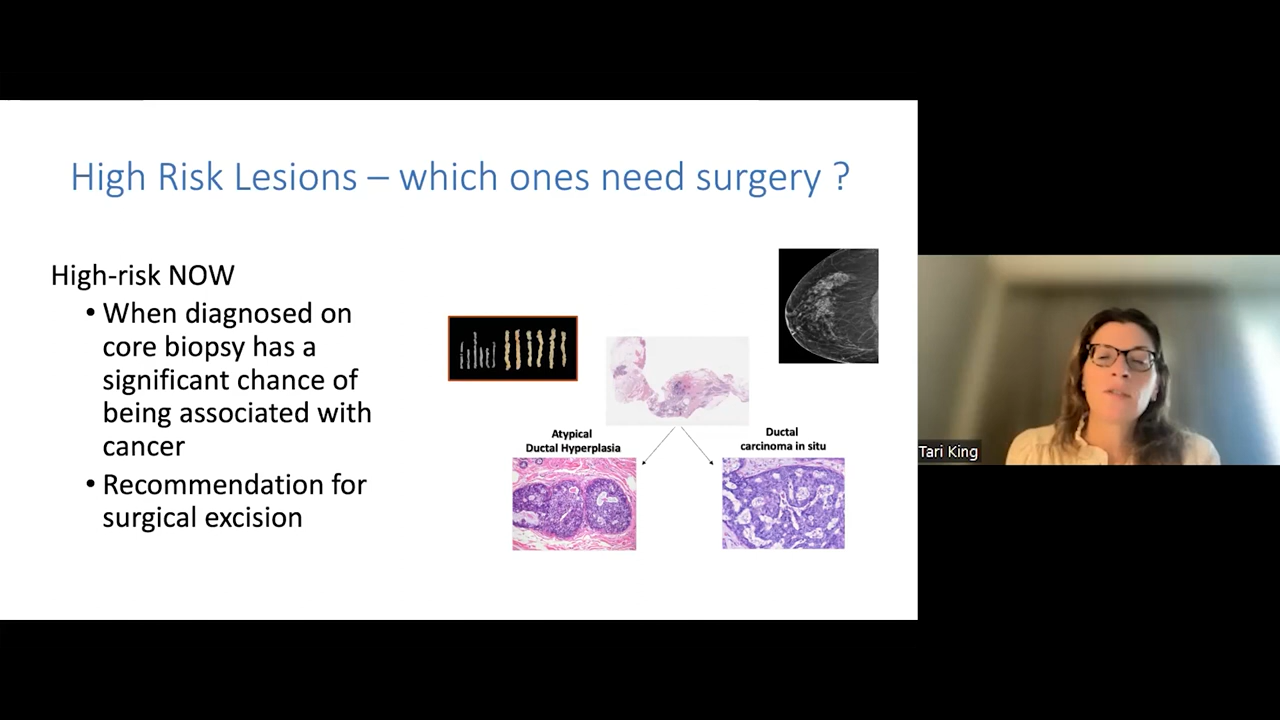 High Risk Lesions – which ones need surgery ?
High-risk NOW
• When diagnosed on
core biopsy has a
significant chance of
being associated with
cancer
• Recommendation for
surgical excision
Atypical
Ductal Hyperplasia
Ductal
carcinoma in situ
Tari King